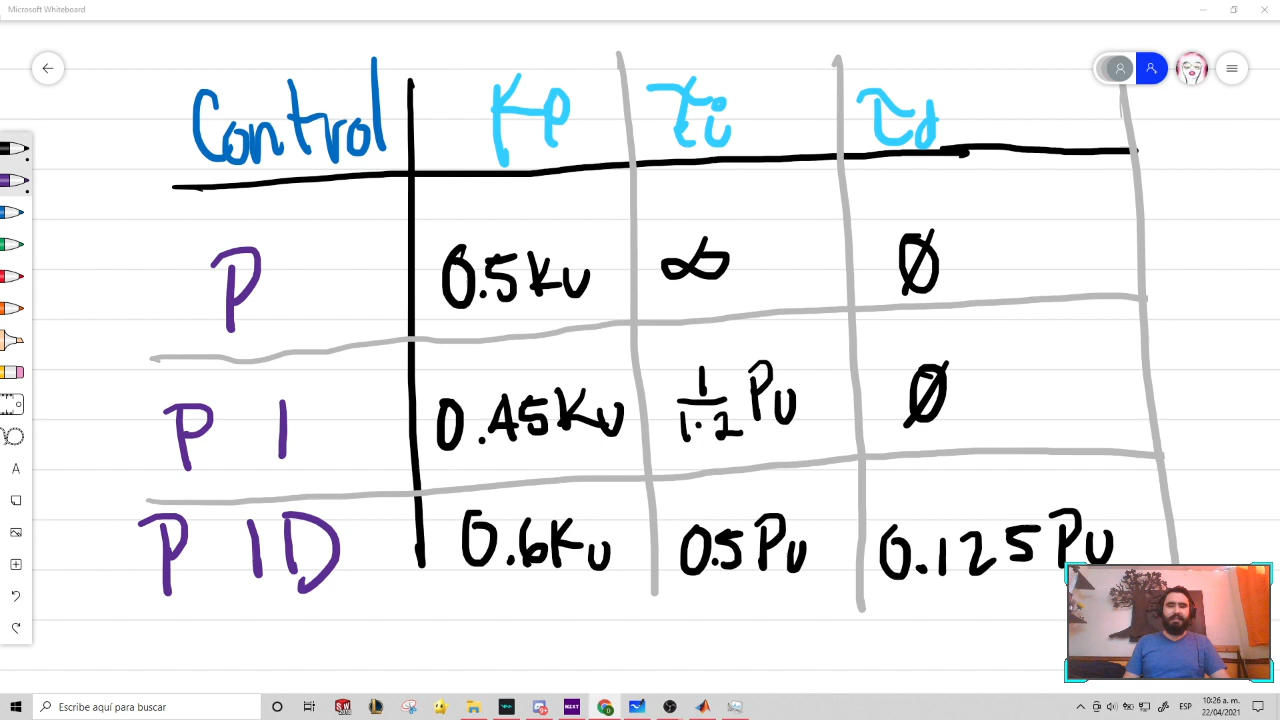 Microsoft Whiteboard
Control Kp τi τd
P 0.5Ku ∞ Ø
PI 0.45Ku 1/1.2 Pu Ø
PID 0.6Ku 0.5Pu 0.125Pu
Escribe aquí para buscar
ESP
10:26 a. m.
22/04/2021